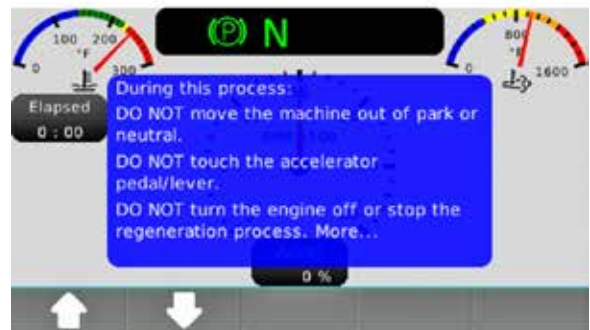 (P) N
100
200
°F
0
300
800
°F
0
1600
Elapsed
0 : 00
During this process:
DO NOT move the machine out of park or
neutral.
DO NOT touch the accelerator
pedal/lever.
DO NOT turn the engine off or stop the
regeneration process. More...
0 %